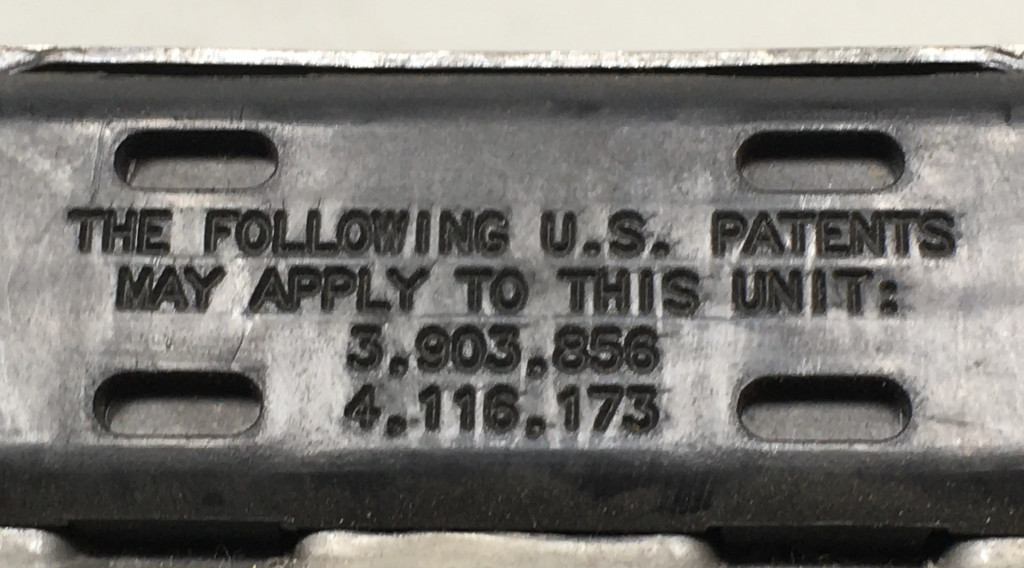 THE FOLLOWING U.S. PATENTS
MAY APPLY TO THIS UNIT:
3,903,856
4,116,173